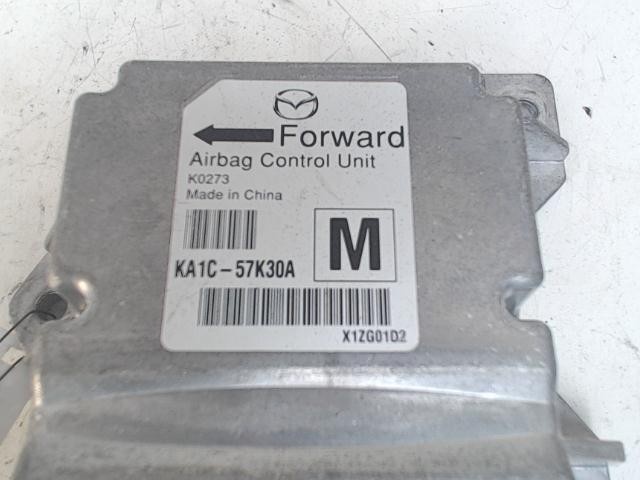 Forward
Airbag Control Unit
K0273
Made in China
M
KA1C-57K30A
X1ZG01D2